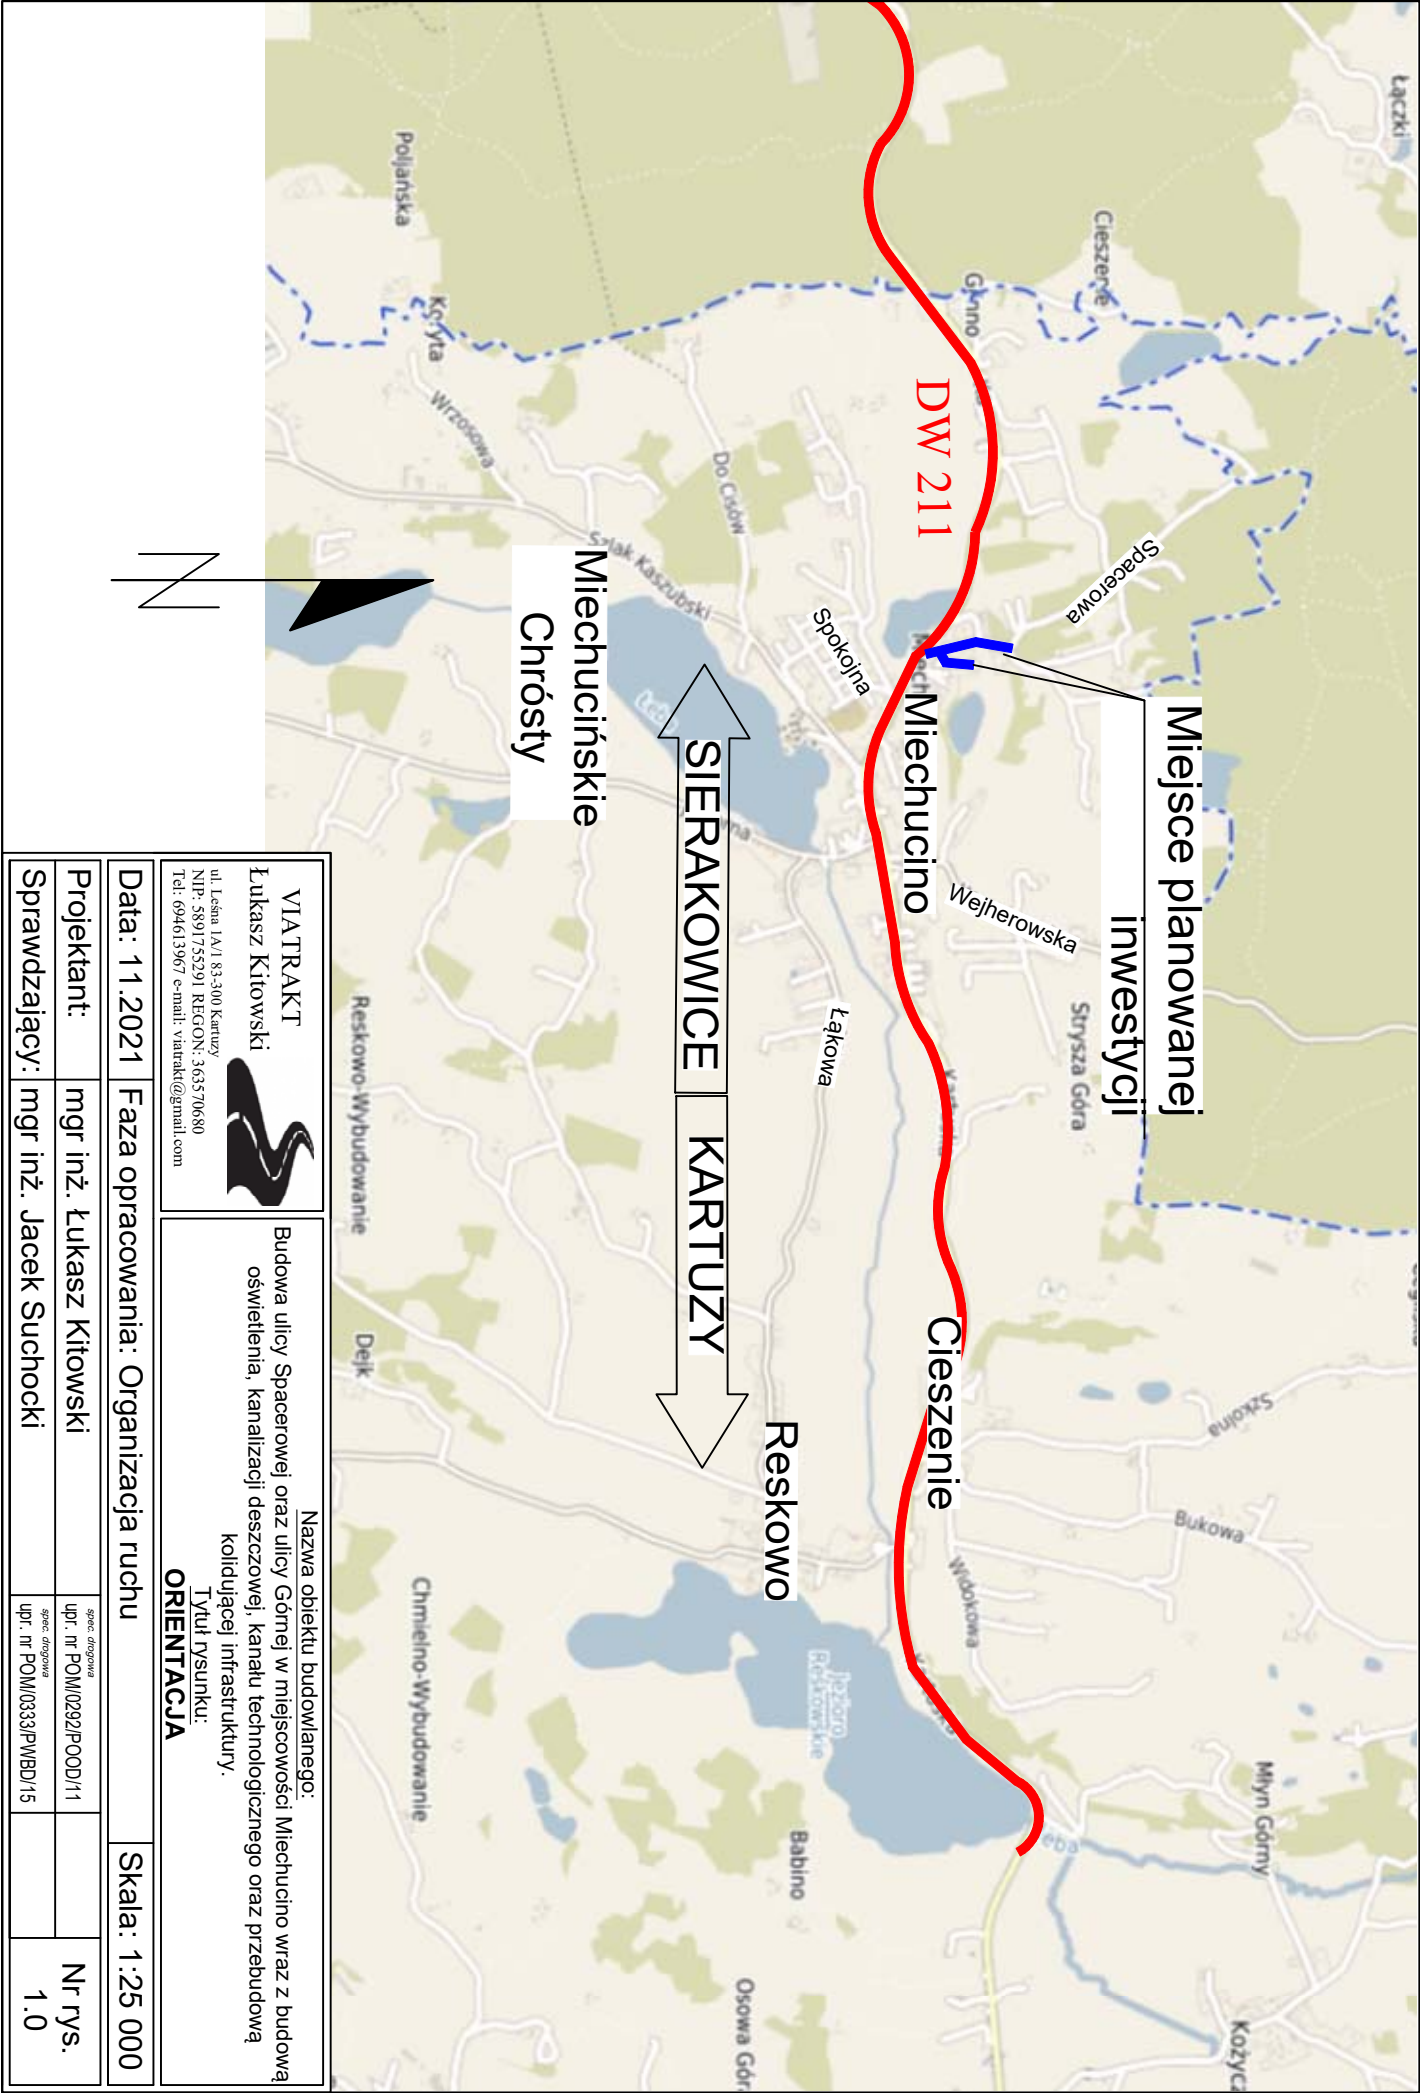 Łączki
Cieszenie
Poljańska
Wrzosowa
Do Cisów
Szlak Kaszubski
Spacerowa
Spokojna
DW 211
Miejsce planowanej
inwestycji
Miechucino
Wejherowska
Strysza Góra
Miechucińskie
Chrósty
Łeba
SIERAKOWICE
KARTUZY
Łąkowa
Reskowo-Wybudowanie
Dejk
Cieszenie
Reskowo
Szkolna
Bukowa
Widokowa
Jezioro
Reskowskie
Chmielno-Wybudowanie
Babino
Młyn Górny
Osowa Gór
Kożycz
N
VIATRAKT
Łukasz Kitowski
ul. Leśna 1A/1 83-300 Kartuzy
NIP: 5891755291 REGON: 363570680
Tel: 694613967 e-mail: viatrakt@gmail.com
Nazwa obiektu budowlanego:
Budowa ulicy Spacerowej oraz ulicy Górnej w miejscowości Miechucino wraz z budową
oświetlenia, kanalizacji deszczowej, kanału technologicznego oraz przebudową
kolidującej infrastruktury.
Tytuł rysunku:
ORIENTACJA
Data: 11.2021
Faza opracowania: Organizacja ruchu
Skala: 1:25 000
Projektant:
mgr inż. Łukasz Kitowski
spec. drogowa
upr. nr POM/0292/POOD/11
Sprawdzający:
mgr inż. Jacek Suchocki
spec. drogowa
upr. nr POM/0333/PWBD/15
Nr rys.
1.0